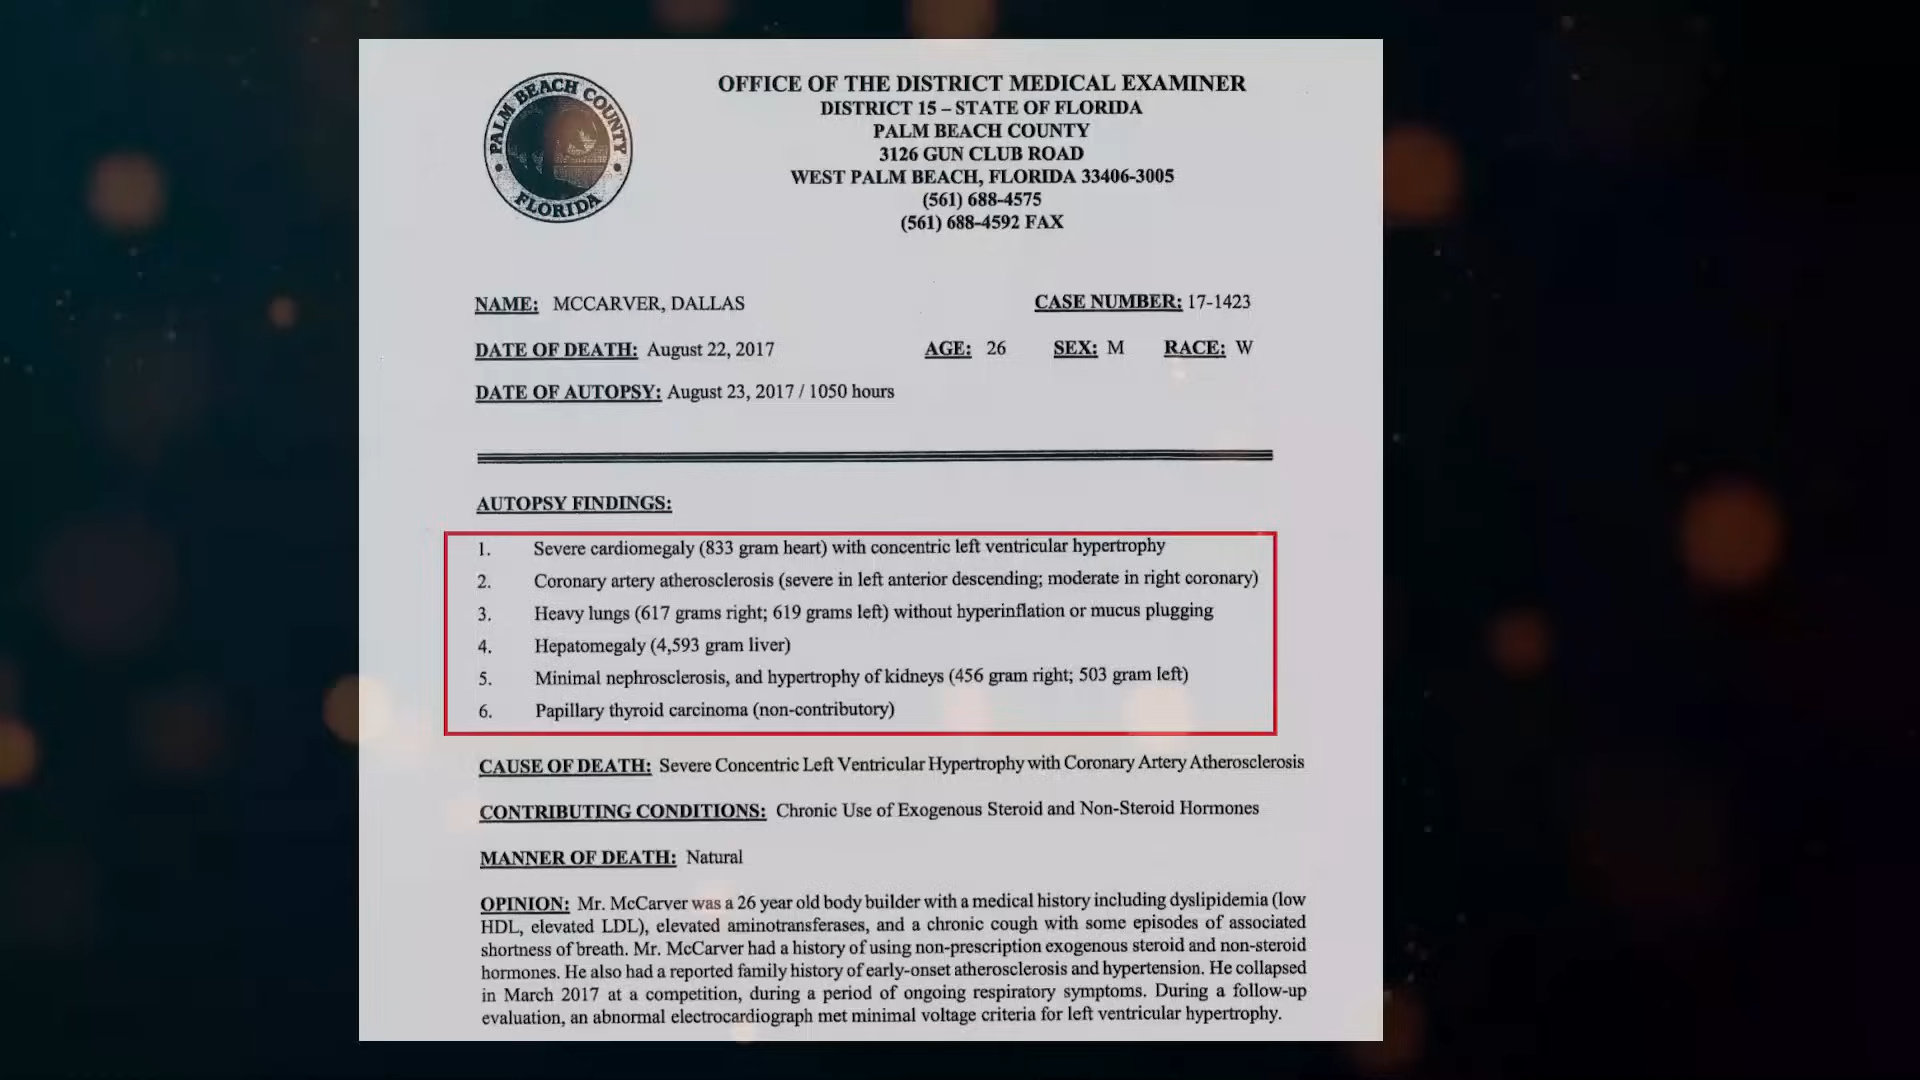 PALM BEACH COUNTY
FLORIDA
OFFICE OF THE DISTRICT MEDICAL EXAMINER
DISTRICT 15 – STATE OF FLORIDA
PALM BEACH COUNTY
3126 GUN CLUB ROAD
WEST PALM BEACH, FLORIDA 33406-3005
(561) 688-4575
(561) 688-4592 FAX
NAME: MCCARVER, DALLAS CASE NUMBER: 17-1423
DATE OF DEATH: August 22, 2017 AGE: 26 SEX: M RACE: W
DATE OF AUTOPSY: August 23, 2017 / 1050 hours
AUTOPSY FINDINGS:
1. Severe cardiomegaly (833 gram heart) with concentric left ventricular hypertrophy
2. Coronary artery atherosclerosis (severe in left anterior descending; moderate in right coronary)
3. Heavy lungs (617 grams right; 619 grams left) without hyperinflation or mucus plugging
4. Hepatomegaly (4,593 gram liver)
5. Minimal nephrosclerosis, and hypertrophy of kidneys (456 gram right; 503 gram left)
6. Papillary thyroid carcinoma (non-contributory)
CAUSE OF DEATH: Severe Concentric Left Ventricular Hypertrophy with Coronary Artery Atherosclerosis
CONTRIBUTING CONDITIONS: Chronic Use of Exogenous Steroid and Non-Steroid Hormones
MANNER OF DEATH: Natural
OPINION: Mr. McCarver was a 26 year old body builder with a medical history including dyslipidemia (low
HDL, elevated LDL), elevated aminotransferases, and a chronic cough with some episodes of associated
shortness of breath. Mr. McCarver had a history of using non-prescription exogenous steroid and non-steroid
hormones. He also had a reported family history of early-onset atherosclerosis and hypertension. He collapsed
in March 2017 at a competition, during a period of ongoing respiratory symptoms. During a follow-up
evaluation, an abnormal electrocardiograph met minimal voltage criteria for left ventricular hypertrophy.